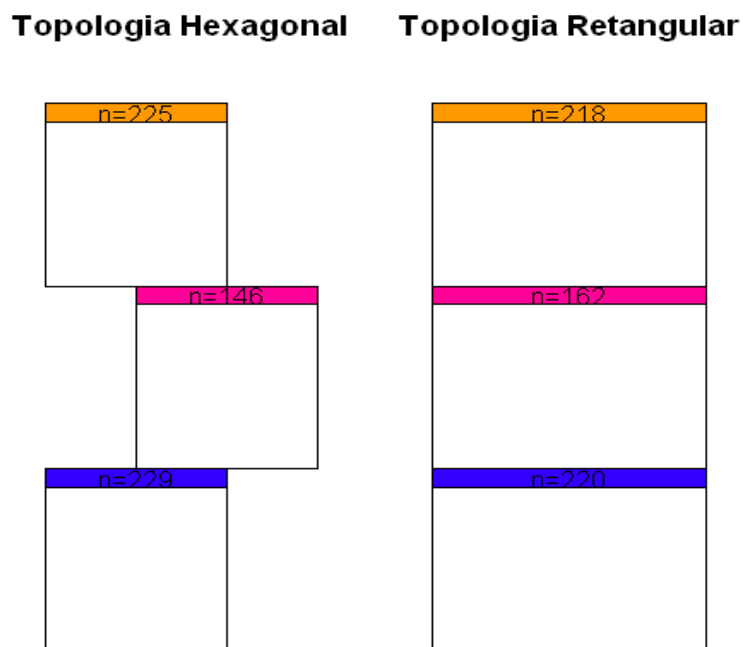 Topologia Hexagonal
n=225
n=146
n=229
Topologia Retangular
n=218
n=162
n=220